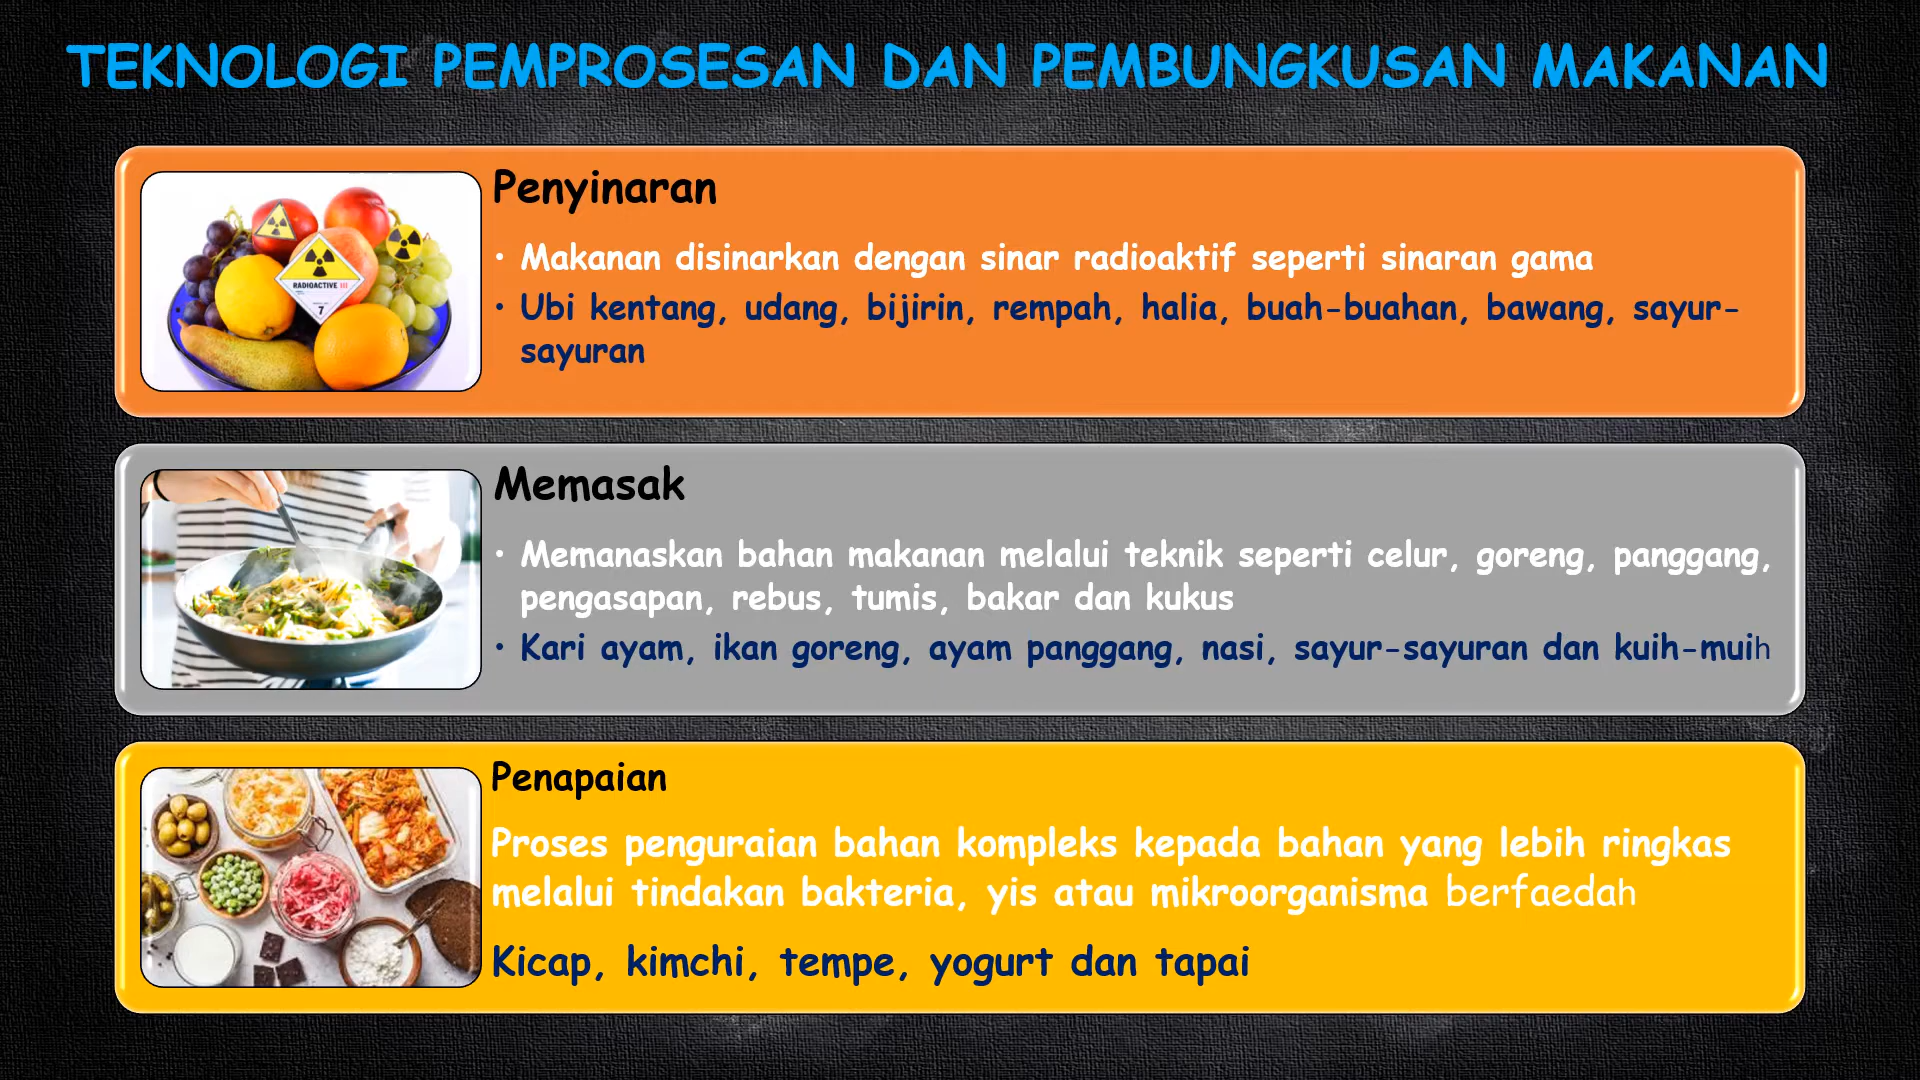 TEKNOLOGI PEMPROSESAN DAN PEMBUNGKUSAN MAKANAN
Penyinaran
• Makanan disinarkan dengan sinar radioaktif seperti sinaran gama
• Ubi kentang, udang, bijirin, rempah, halia, buah-buahan, bawang, sayur-
sayuran
RADIOACTIVE III
7
Memasak
• Memanaskan bahan makanan melalui teknik seperti celur, goreng, panggang,
pengasapan, rebus, tumis, bakar dan kukus
• Kari ayam, ikan goreng, ayam panggang, nasi, sayur-sayuran dan kuih-muih
Penapaian
Proses penguraian bahan kompleks kepada bahan yang lebih ringkas
melalui tindakan bakteria, yis atau mikroorganisma berfaedah
Kicap, kimchi, tempe, yogurt dan tapai